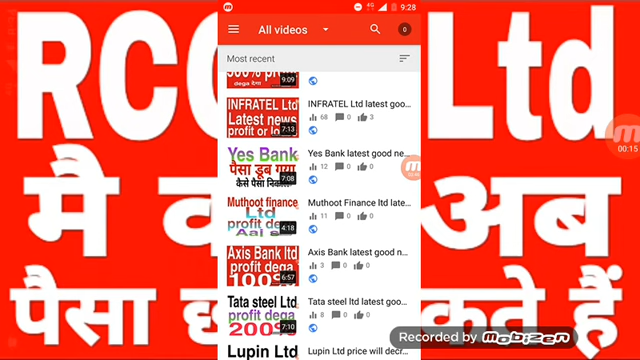 RCO
Ltd
मै
अब
पैसा
कते हैं
9:28
All videos
0
Most recent
dega
9:09
INFRATEL Ltd
Latest news
profit or lo
7:13
INFRATEL Ltd latest goo...
68 0 3
Yes Bank
पैसा डूब गया
कैसे पैसा निका
7:08
Yes Bank latest good ne...
12 0 1
Muthoot finance
Ltd
profit de
4:18
Muthoot Finance ltd late...
11 0 0
Axis Bank ltd
profit dega
100%
6:57
Axis Bank latest good n...
3 0 0
Tata steel Ltd
profit dega
200%
7:10
Tata steel ltd latest goo...
8 0 0
Lupin Ltd
Lupin Ltd price will decr...
00:15
Recorded by Mobizen